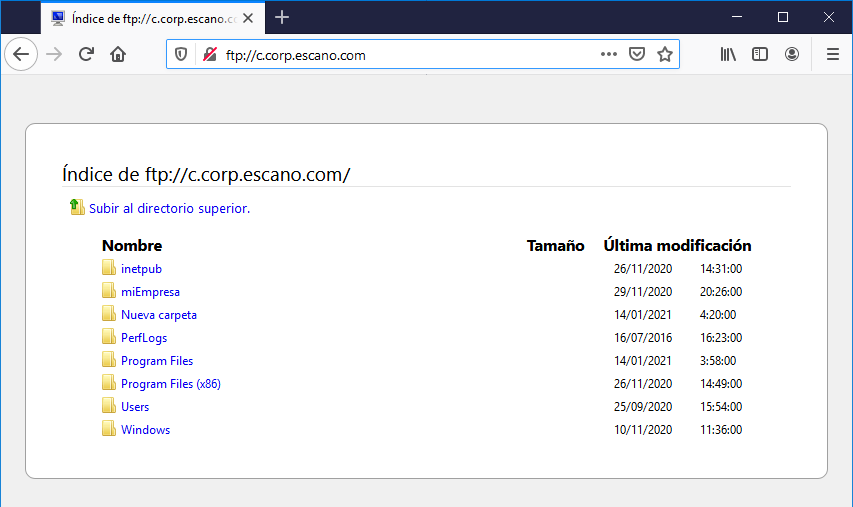 Índice de ftp://c.corp.escano.co
ftp://c.corp.escano.com
Índice de ftp://c.corp.escano.com/
Subir al directorio superior.
Nombre Tamaño Última modificación
inetpub 26/11/2020 14:31:00
miEmpresa 29/11/2020 20:26:00
Nueva carpeta 14/01/2021 4:20:00
PerfLogs 16/07/2016 16:23:00
Program Files 14/01/2021 3:58:00
Program Files (x86) 26/11/2020 14:49:00
Users 25/09/2020 15:54:00
Windows 10/11/2020 11:36:00